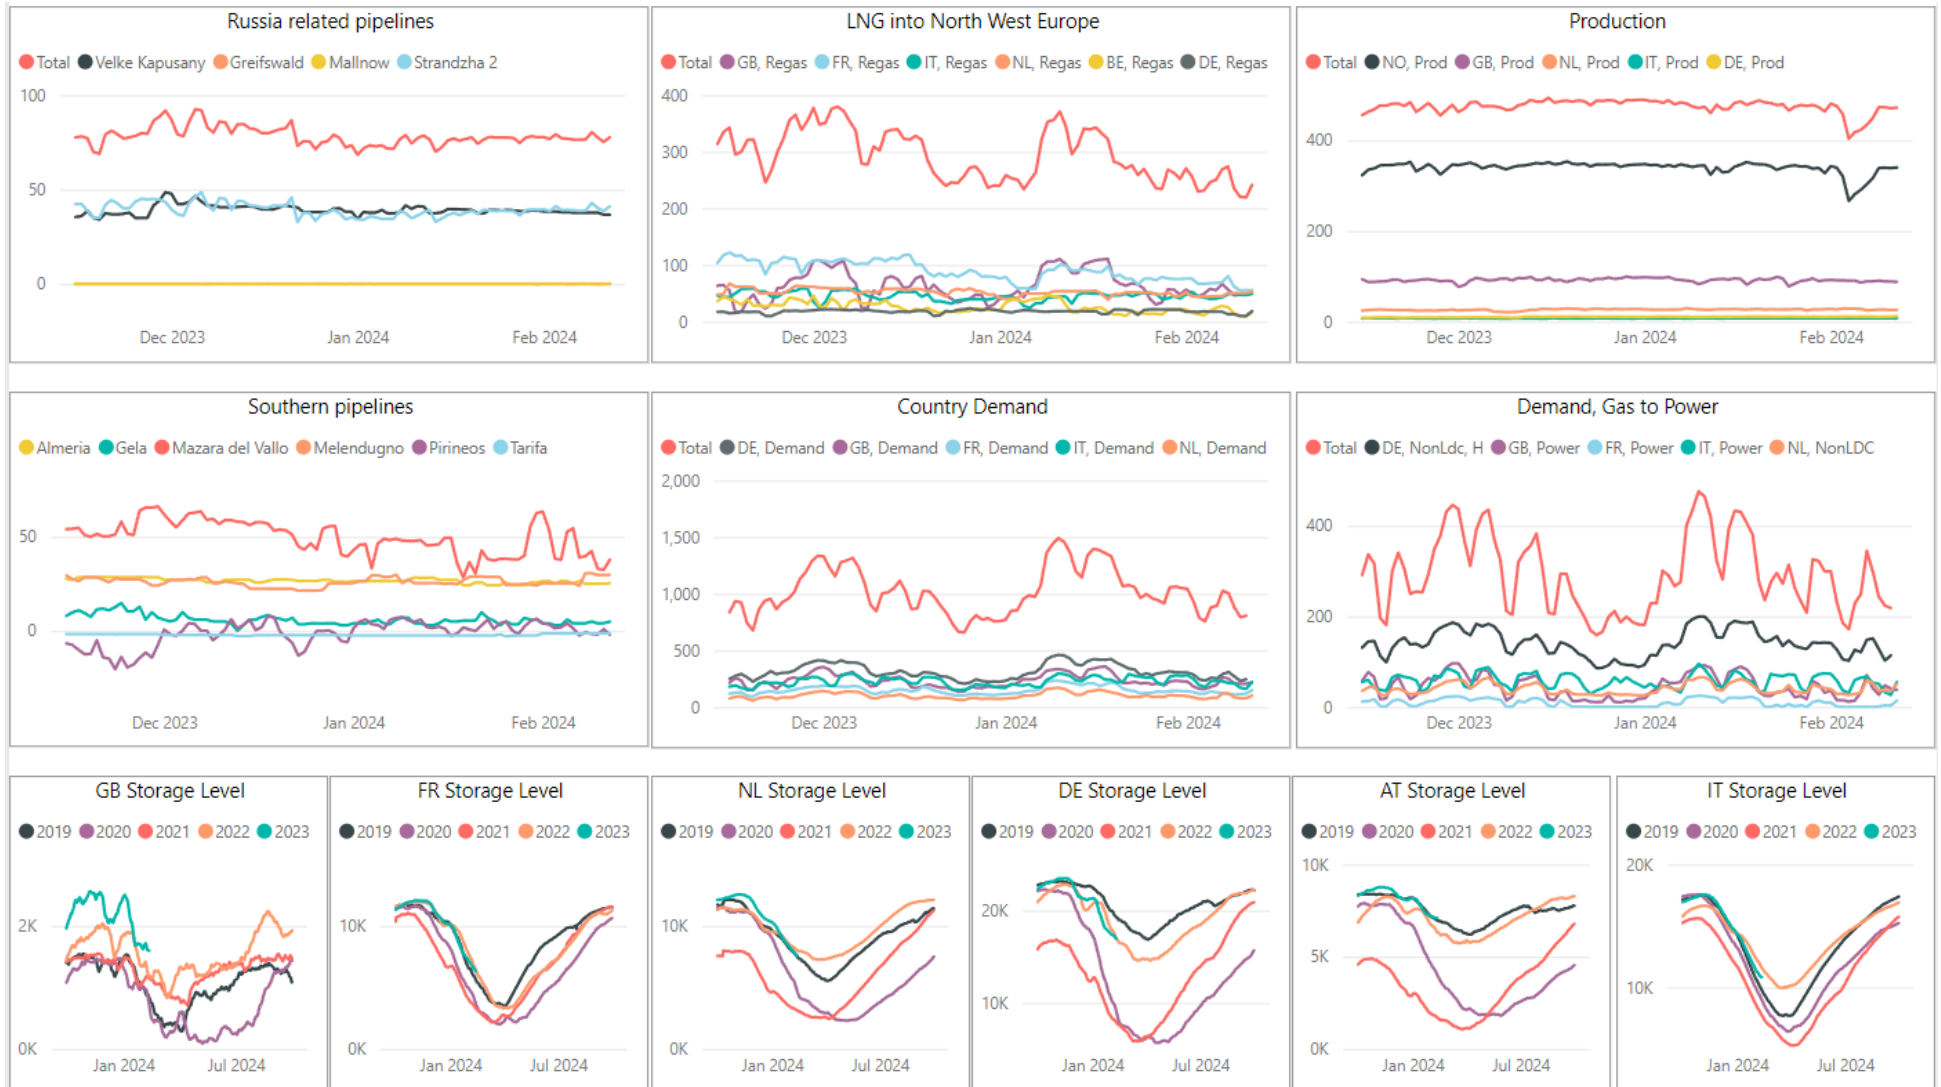 Russia related pipelines
Total Velke Kapusany Greifswald Mallnow Strandzha 2
100
50
0
Dec 2023 Jan 2024 Feb 2024
LNG into North West Europe
Total GB, Regas FR, Regas IT, Regas NL, Regas BE, Regas DE, Regas
400
300
200
100
0
Dec 2023 Jan 2024 Feb 2024
Production
Total NO, Prod GB, Prod NL, Prod IT, Prod DE, Prod
400
200
0
Dec 2023 Jan 2024 Feb 2024
Southern pipelines
Almeria Gela Mazara del Vallo Melendugno Pirineos Tarifa
50
0
Dec 2023 Jan 2024 Feb 2024
Country Demand
Total DE, Demand GB, Demand FR, Demand IT, Demand NL, Demand
2,000
1,500
1,000
500
0
Dec 2023 Jan 2024 Feb 2024
Demand, Gas to Power
Total DE, NonLdc, H GB, Power FR, Power IT, Power NL, NonLDC
400
200
0
Dec 2023 Jan 2024 Feb 2024
GB Storage Level
2019 2020 2021 2022 2023
2K
0K
Jan 2024 Jul 2024
FR Storage Level
2019 2020 2021 2022 2023
10K
0K
Jan 2024 Jul 2024
NL Storage Level
2019 2020 2021 2022 2023
10K
0K
Jan 2024 Jul 2024
DE Storage Level
2019 2020 2021 2022 2023
20K
10K
Jan 2024 Jul 2024
AT Storage Level
2019 2020 2021 2022 2023
10K
5K
0K
Jan 2024 Jul 2024
IT Storage Level
2019 2020 2021 2022 2023
20K
10K
Jan 2024 Jul 2024